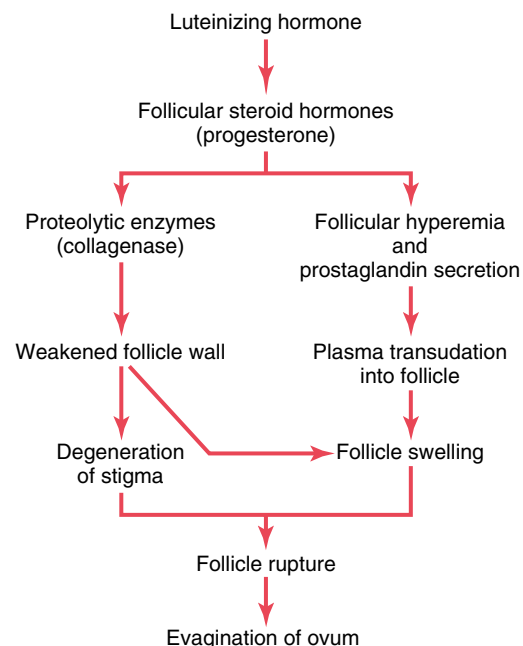 Luteinizing hormone
Follicular steroid hormones
(progesterone)
Proteolytic enzymes
(collagenase)
Follicular hyperemia
and
prostaglandin secretion
Weakened follicle wall
Plasma transudation
into follicle
Degeneration
of stigma
Follicle swelling
Follicle rupture
Evagination of ovum